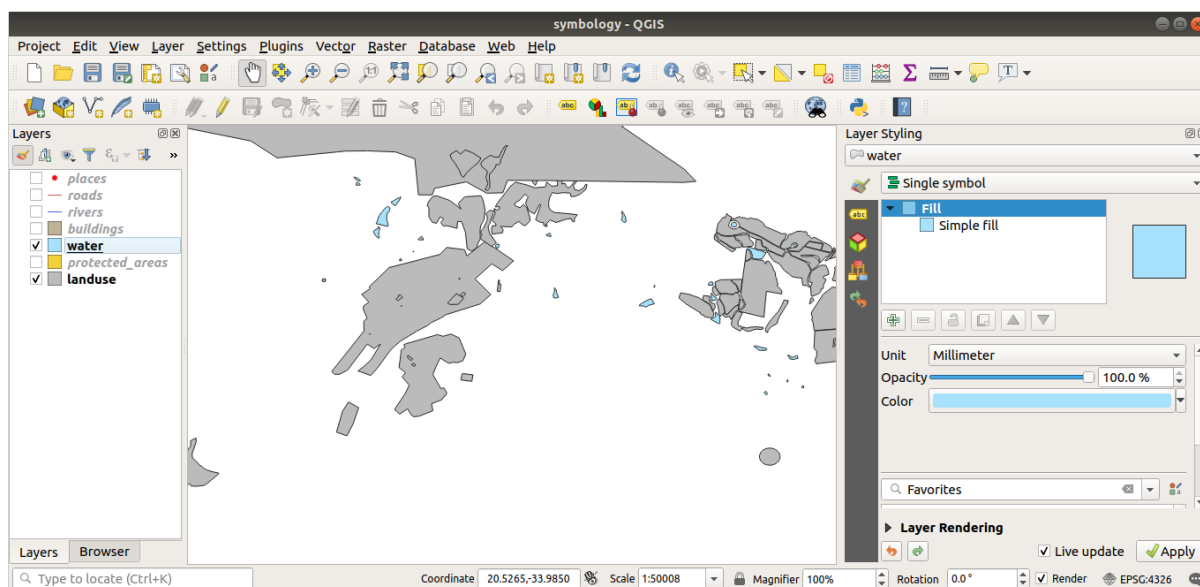 symbology - QGIS
Project Edit View Layer Settings Plugins Vector Raster Database Web Help
Layers
places
roads
rivers
buildings
water
protected_areas
landuse
Layers Browser
Layer Styling
water
Single symbol
Fill
Simple fill
Unit Millimeter
Opacity 100.0 %
Color
Favorites
Layer Rendering
Live update Apply
Type to locate (Ctrl+K) Coordinate 20.5265,-33.9850 Scale 1:50008 Magnifier 100% Rotation 0.0 ° Render EPSG:4326